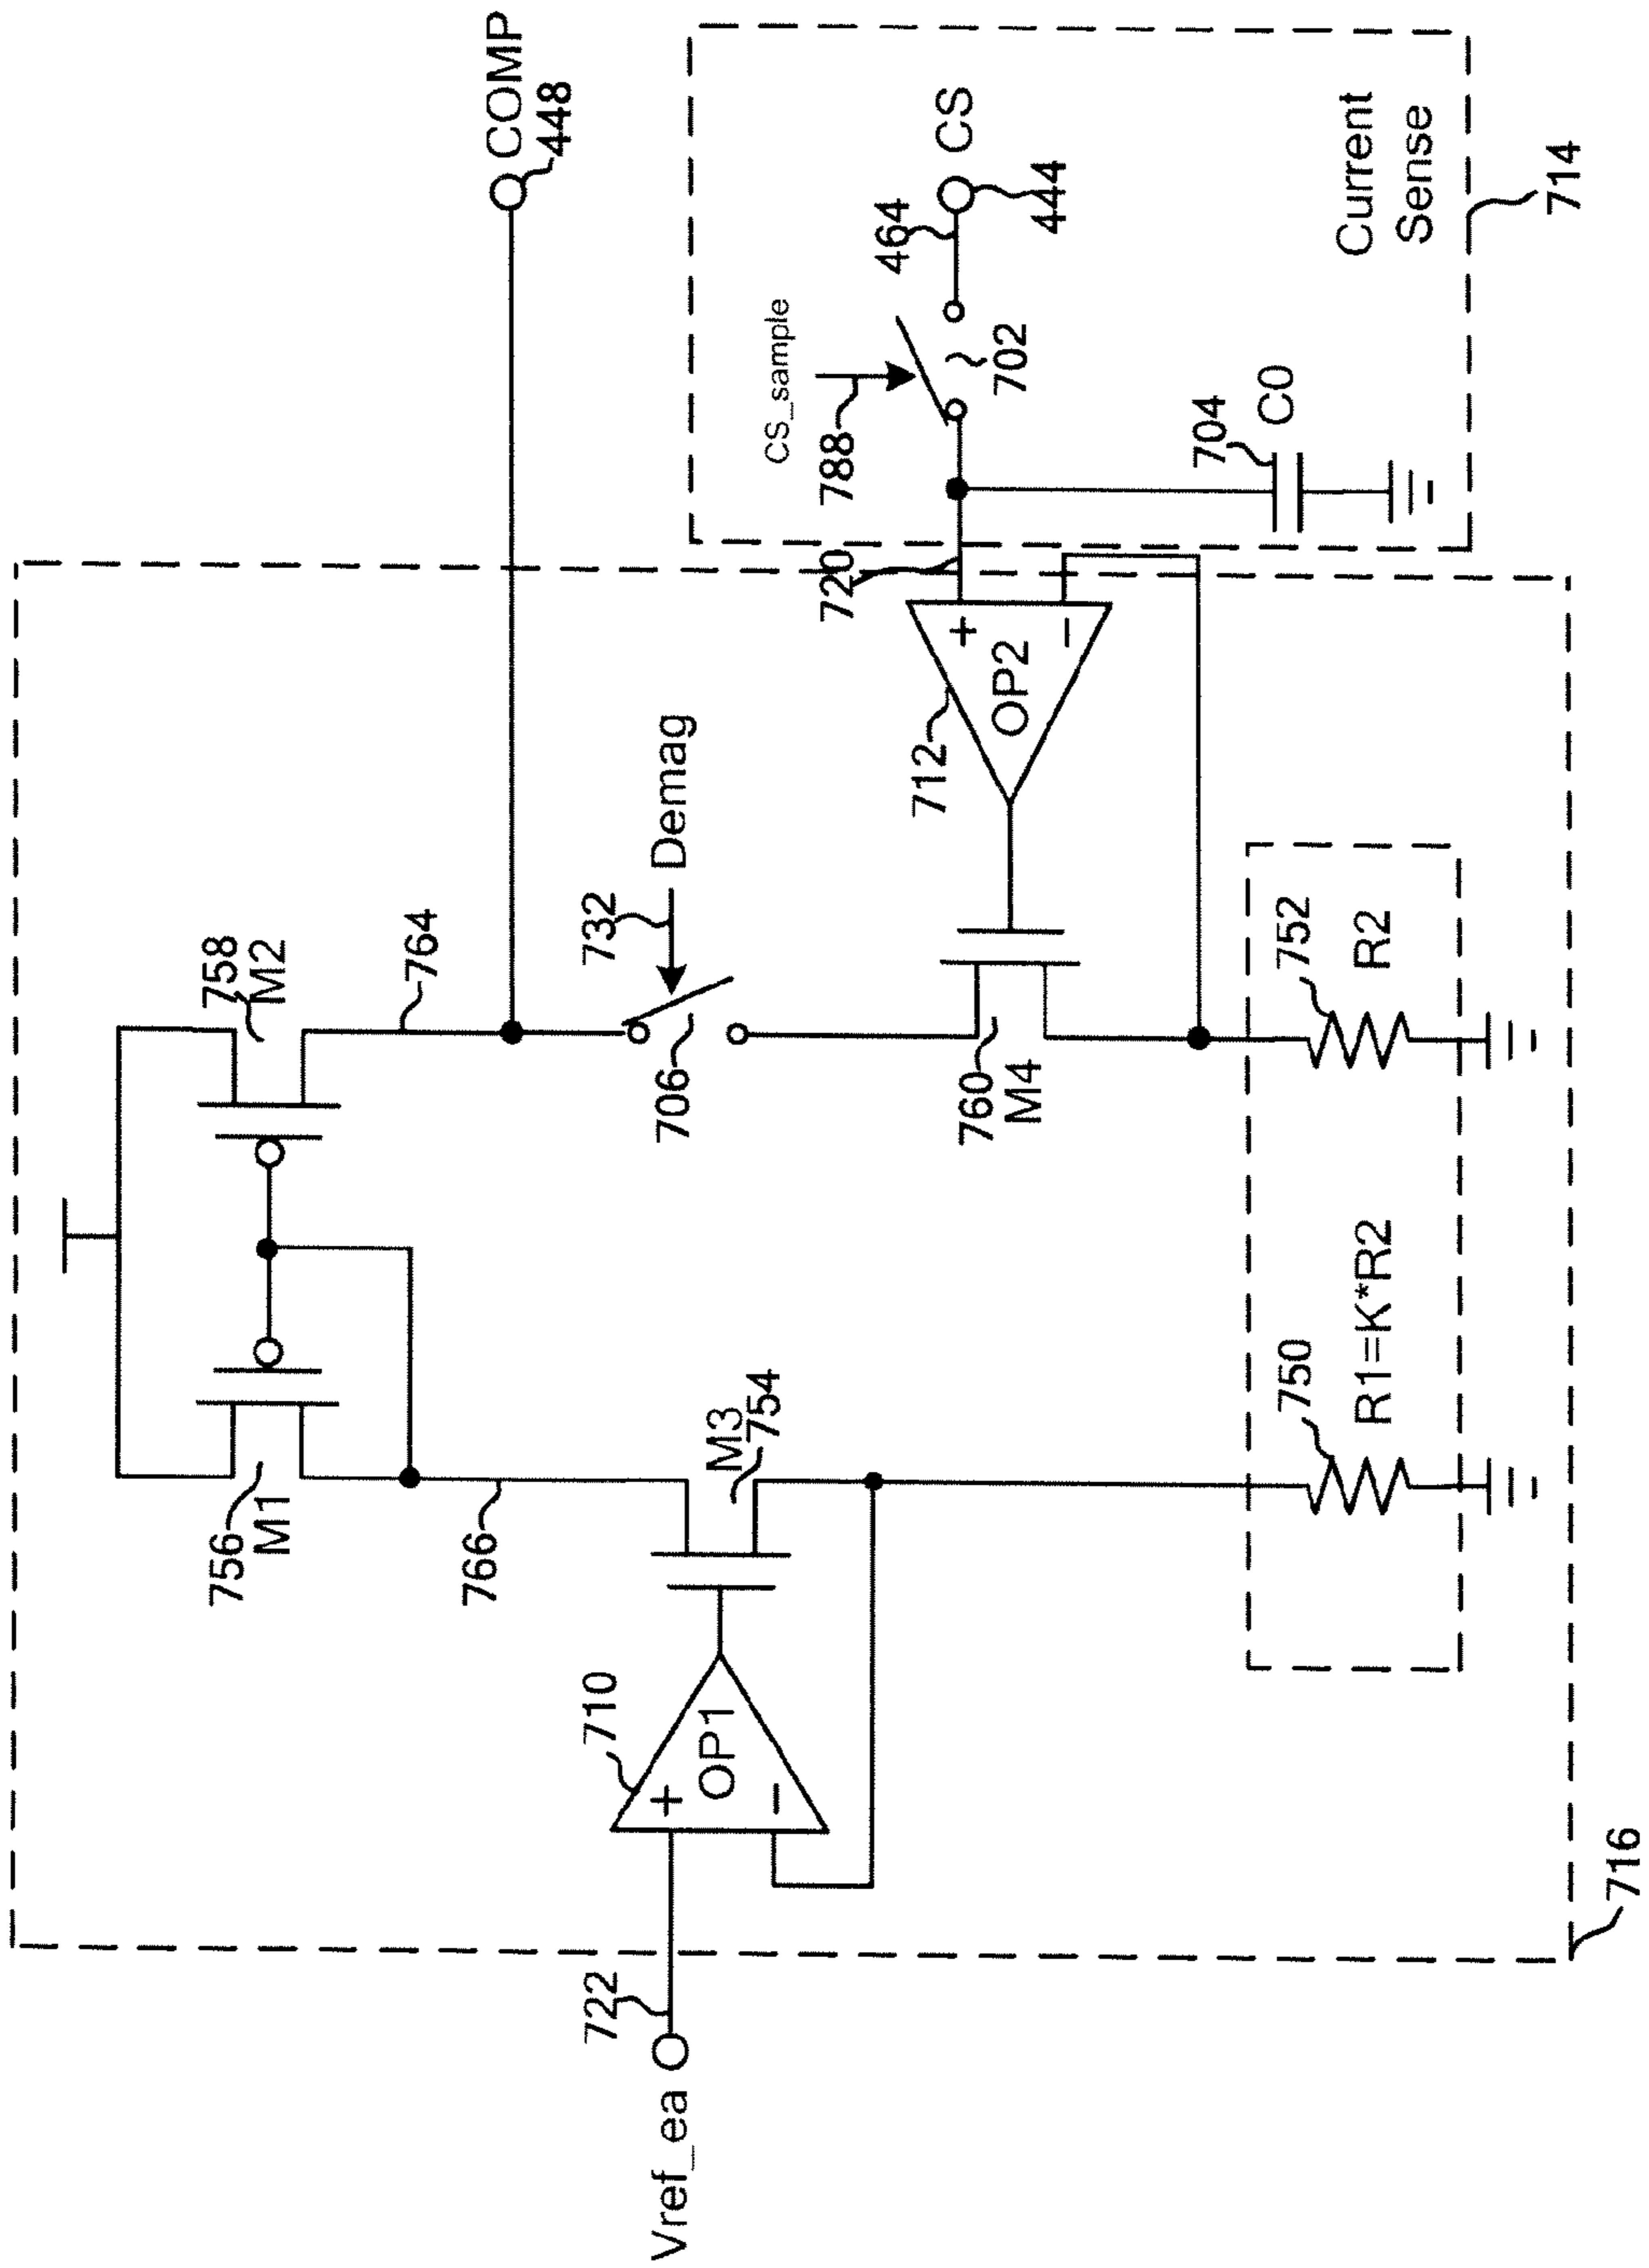 COMP
448
CS
464
444
CS_sample
788
702
704
C0
Current
Sense
714
720
+
−
OP2
712
Demag
732
706
758
M2
764
760
M4
752
R2
756
M1
766
M3
754
750
R1=K*R2
710
+
−
OP1
722
Vref_ea
716